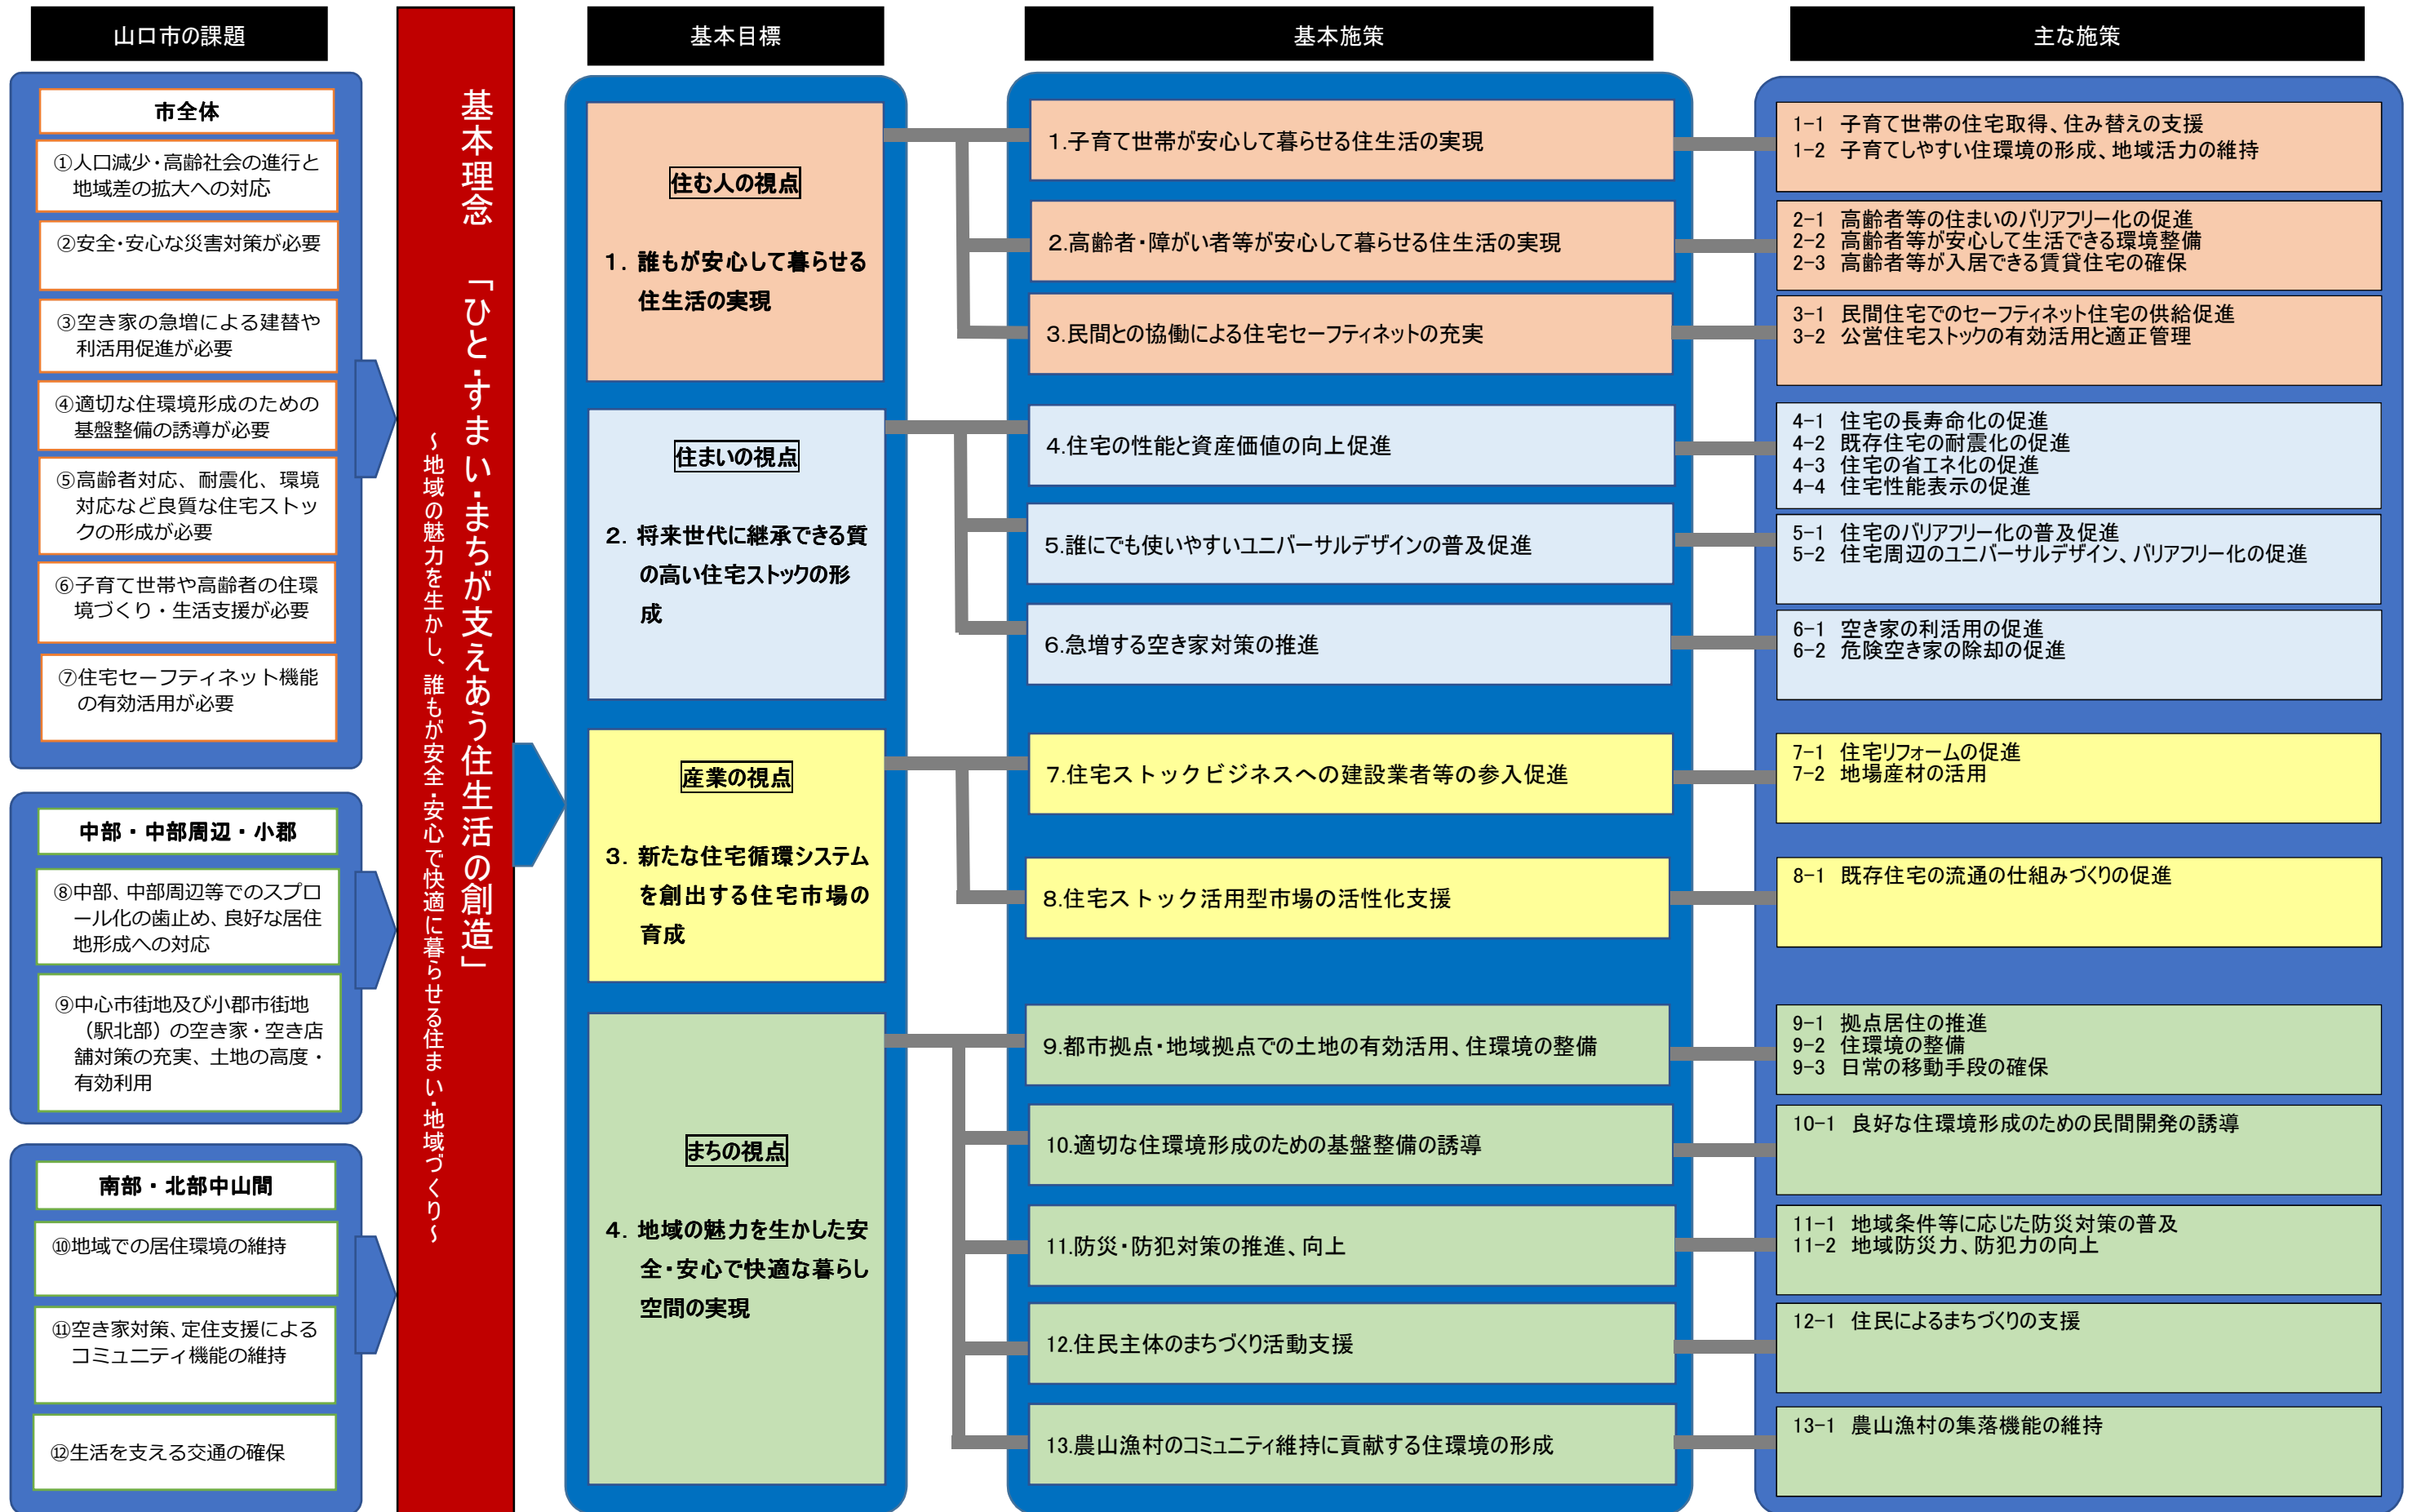 山口市の課題
市全体
①人口減少・高齢社会の進行と
地域差の拡大への対応
②安全・安心な災害対策が必要
③空き家の急増による建替や
利活用促進が必要
④適切な住環境形成のための
基盤整備の誘導が必要
⑤高齢者対応、耐震化、環境
対応など良質な住宅ストッ
クの形成が必要
⑥子育て世帯や高齢者の住環
境づくり・生活支援が必要
⑦住宅セーフティネット機能
の有効活用が必要
中部・中部周辺・小郡
⑧中部、中部周辺等でのスプロ
ール化の歯止め、良好な居住
地形成への対応
⑨中心市街地及び小郡市街地
（駅北部）の空き家・空き店
舗対策の充実、土地の高度・
有効利用
南部・北部中山間
⑩地域での居住環境の維持
⑪空き家対策、定住支援による
コミュニティ機能の維持
⑫生活を支える交通の確保
基本理念　「ひと・すまい・まちが支えあう住生活の創造」
～地域の魅力を生かし、誰もが安全・安心で快適に暮らせる住まい・地域づくり～
基本目標
住む人の視点
1. 誰もが安心して暮らせる
住生活の実現
住まいの視点
2. 将来世代に継承できる質
の高い住宅ストックの形
成
産業の視点
3. 新たな住宅循環システム
を創出する住宅市場の
育成
まちの視点
4. 地域の魅力を生かした安
全・安心で快適な暮らし
空間の実現
基本施策
1.子育て世帯が安心して暮らせる住生活の実現
2.高齢者・障がい者等が安心して暮らせる住生活の実現
3.民間との協働による住宅セーフティネットの充実
4.住宅の性能と資産価値の向上促進
5.誰にでも使いやすいユニバーサルデザインの普及促進
6.急増する空き家対策の推進
7.住宅ストックビジネスへの建設業者等の参入促進
8.住宅ストック活用型市場の活性化支援
9.都市拠点・地域拠点での土地の有効活用、住環境の整備
10.適切な住環境形成のための基盤整備の誘導
11.防災・防犯対策の推進、向上
12.住民主体のまちづくり活動支援
13.農山漁村のコミュニティ維持に貢献する住環境の形成
主な施策
1-1 子育て世帯の住宅取得、住み替えの支援
1-2 子育てしやすい住環境の形成、地域活力の維持
2-1 高齢者等の住まいのバリアフリー化の促進
2-2 高齢者等が安心して生活できる環境整備
2-3 高齢者等が入居できる賃貸住宅の確保
3-1 民間住宅でのセーフティネット住宅の供給促進
3-2 公営住宅ストックの有効活用と適正管理
4-1 住宅の長寿命化の促進
4-2 既存住宅の耐震化の促進
4-3 住宅の省エネ化の促進
4-4 住宅性能表示の促進
5-1 住宅のバリアフリー化の普及促進
5-2 住宅周辺のユニバーサルデザイン、バリアフリー化の促進
6-1 空き家の利活用の促進
6-2 危険空き家の除却の促進
7-1 住宅リフォームの促進
7-2 地場産材の活用
8-1 既存住宅の流通の仕組みづくりの促進
9-1 拠点居住の推進
9-2 住環境の整備
9-3 日常の移動手段の確保
10-1 良好な住環境形成のための民間開発の誘導
11-1 地域条件等に応じた防災対策の普及
11-2 地域防災力、防犯力の向上
12-1 住民によるまちづくりの支援
13-1 農山漁村の集落機能の維持